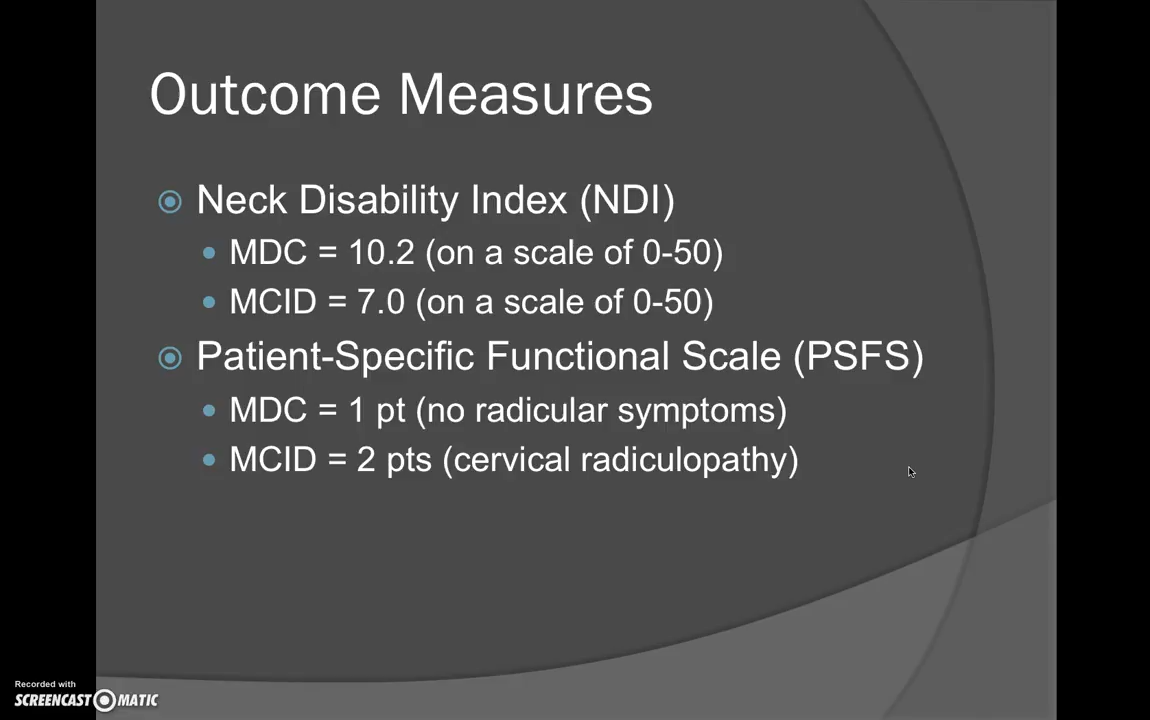 Outcome Measures
Neck Disability Index (NDI)
MDC = 10.2 (on a scale of 0-50)
MCID = 7.0 (on a scale of 0-50)
Patient-Specific Functional Scale (PSFS)
MDC = 1 pt (no radicular symptoms)
MCID = 2 pts (cervical radiculopathy)
Recorded with
SCREENCAST MATIC